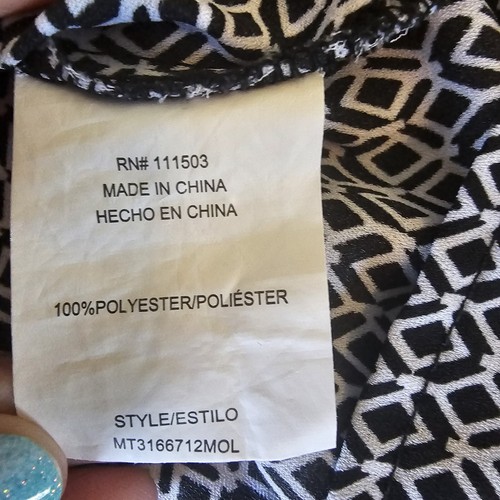 RN# 111503
MADE IN CHINA
HECHO EN CHINA
100%POLYESTER/POLIÉSTER
STYLE/ESTILO
MT3166712MOL